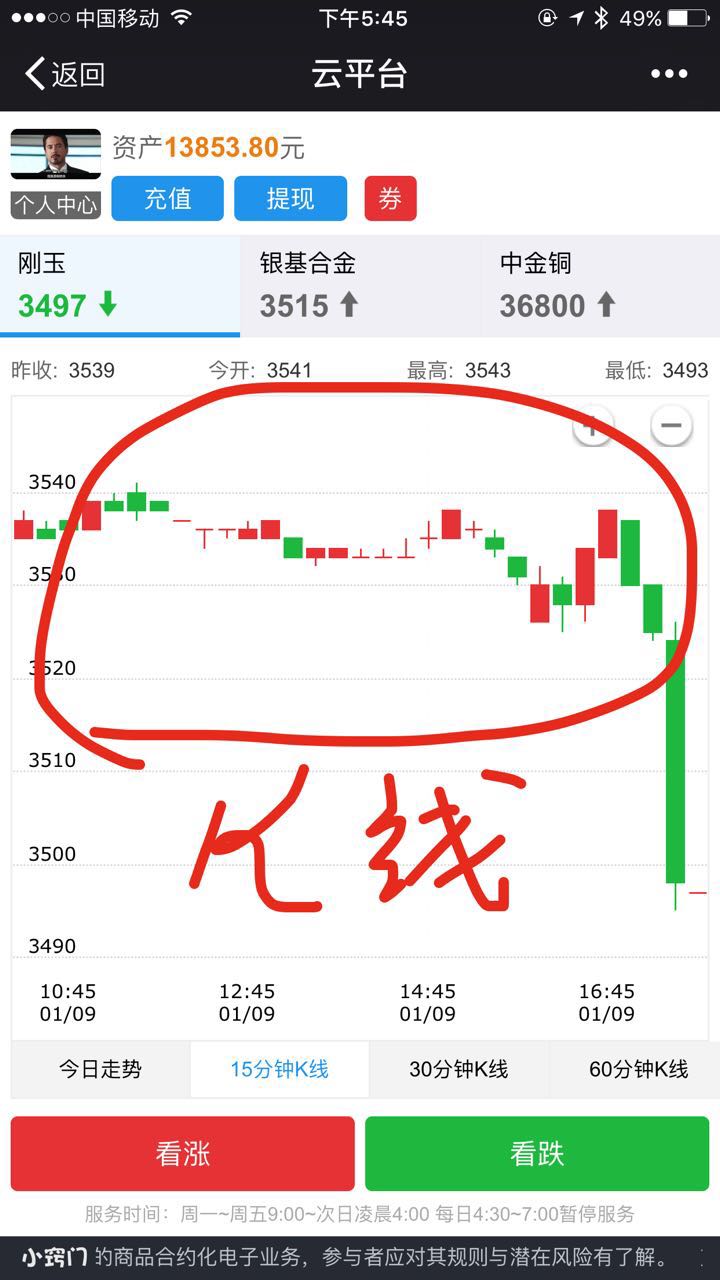 中国移动 下午5:45 49%
返回 云平台
资产13853.80元
个人中心 充值 提现 券
刚玉 银基合金 中金铜
3497 3515 36800
昨收: 3539 今开: 3541 最高: 3543 最低: 3493
3540
3530
3520
3510
K线
3500
3490
10:45 12:45 14:45 16:45
01/09 01/09 01/09 01/09
今日走势 15分钟K线 30分钟K线 60分钟K线
看涨 看跌
服务时间：周一~周五9:00~次日凌晨4:00 每日4:30~7:00暂停服务
小窍门 的商品合约化电子业务，参与者应对其规则与潜在风险有了解。